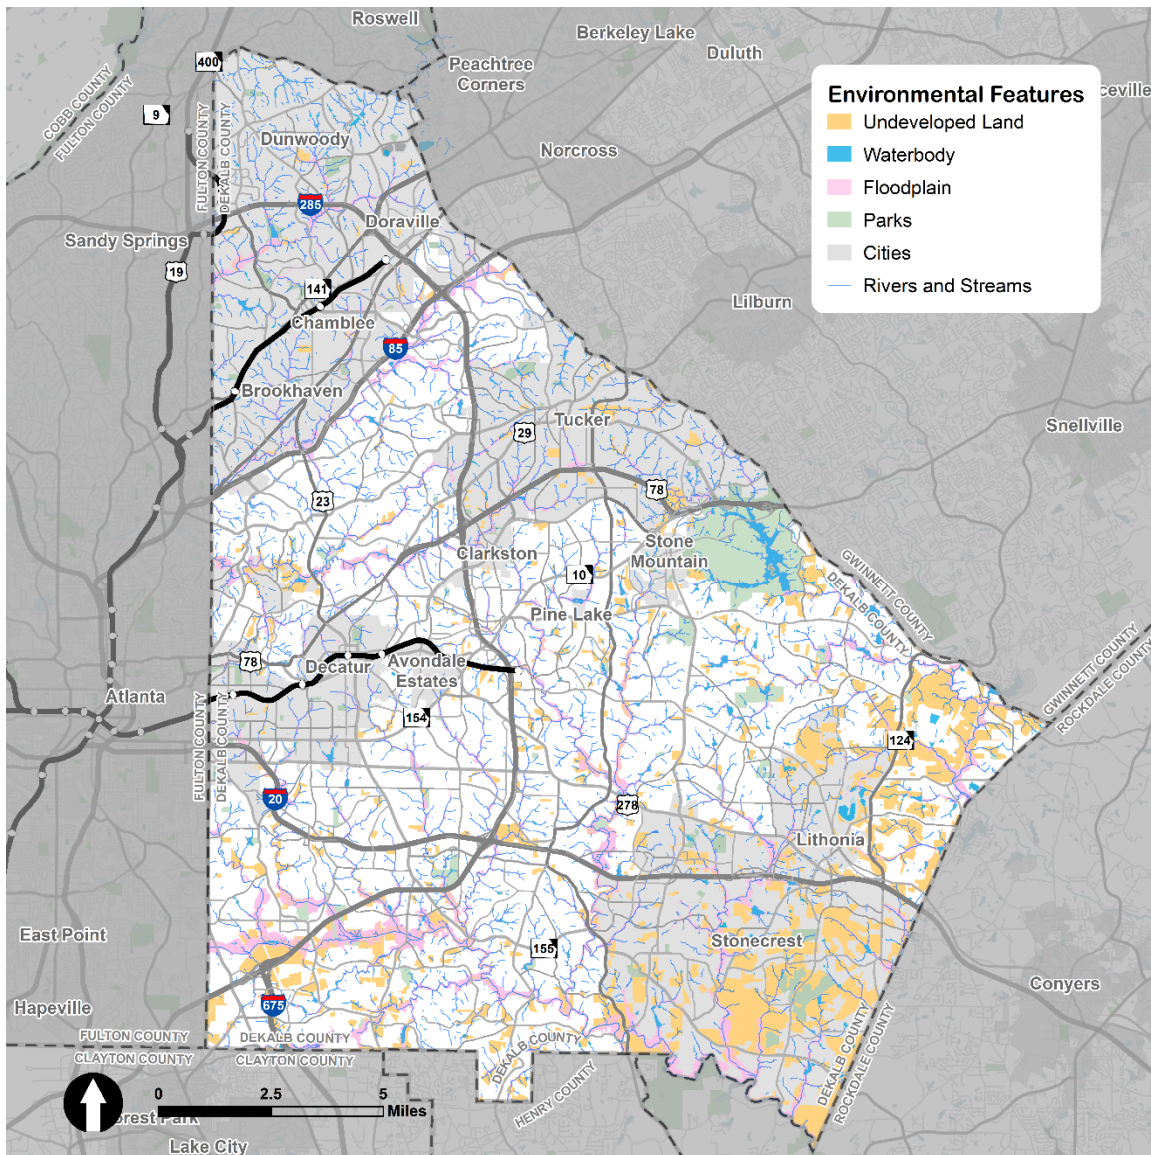 Roswell
Berkeley Lake
Duluth
400
Peachtree
Corners
Environmental Features
Undeveloped Land
Waterbody
Floodplain
Parks
Cities
Rivers and Streams
ceville
COBB COUNTY
FULTON COUNTY
9
Dunwoody
Norcross
FULTON COUNTY
DEKALB COUNTY
285
Doraville
Sandy Springs
19
141
Chamblee
Lilburn
85
Brookhaven
Tucker
29
Snellville
78
23
Clarkston
Stone
Mountain
10
GWINNETT COUNTY
DEKALB COUNTY
Pine Lake
78
Decatur
Avondale
Estates
GWINNETT COUNTY
ROCKDALE COUNTY
Atlanta
154
124
FULTON COUNTY
DEKALB COUNTY
20
278
Lithonia
East Point
155
Stonecrest
Conyers
Hapeville
675
FULTON COUNTY
DEKALB COUNTY
CLAYTON COUNTY
CLAYTON COUNTY
DEKALB COUNTY
HENRY COUNTY
DEKALB COUNTY
ROCKDALE COUNTY
0
2.5
5
Miles
orest Park
Lake City